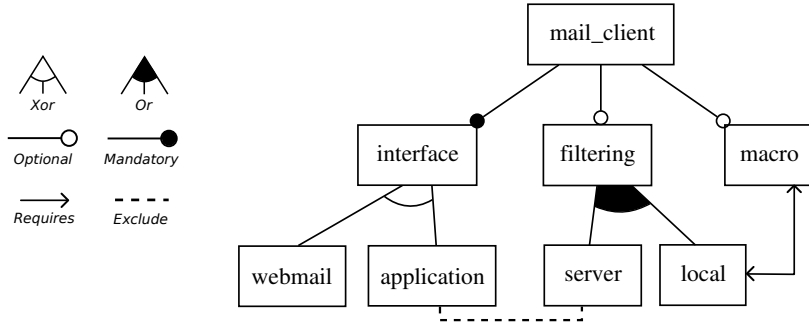 mail_client
Xor Or
interface filtering macro
Optional Mandatory
Requires Exclude
webmail application server local